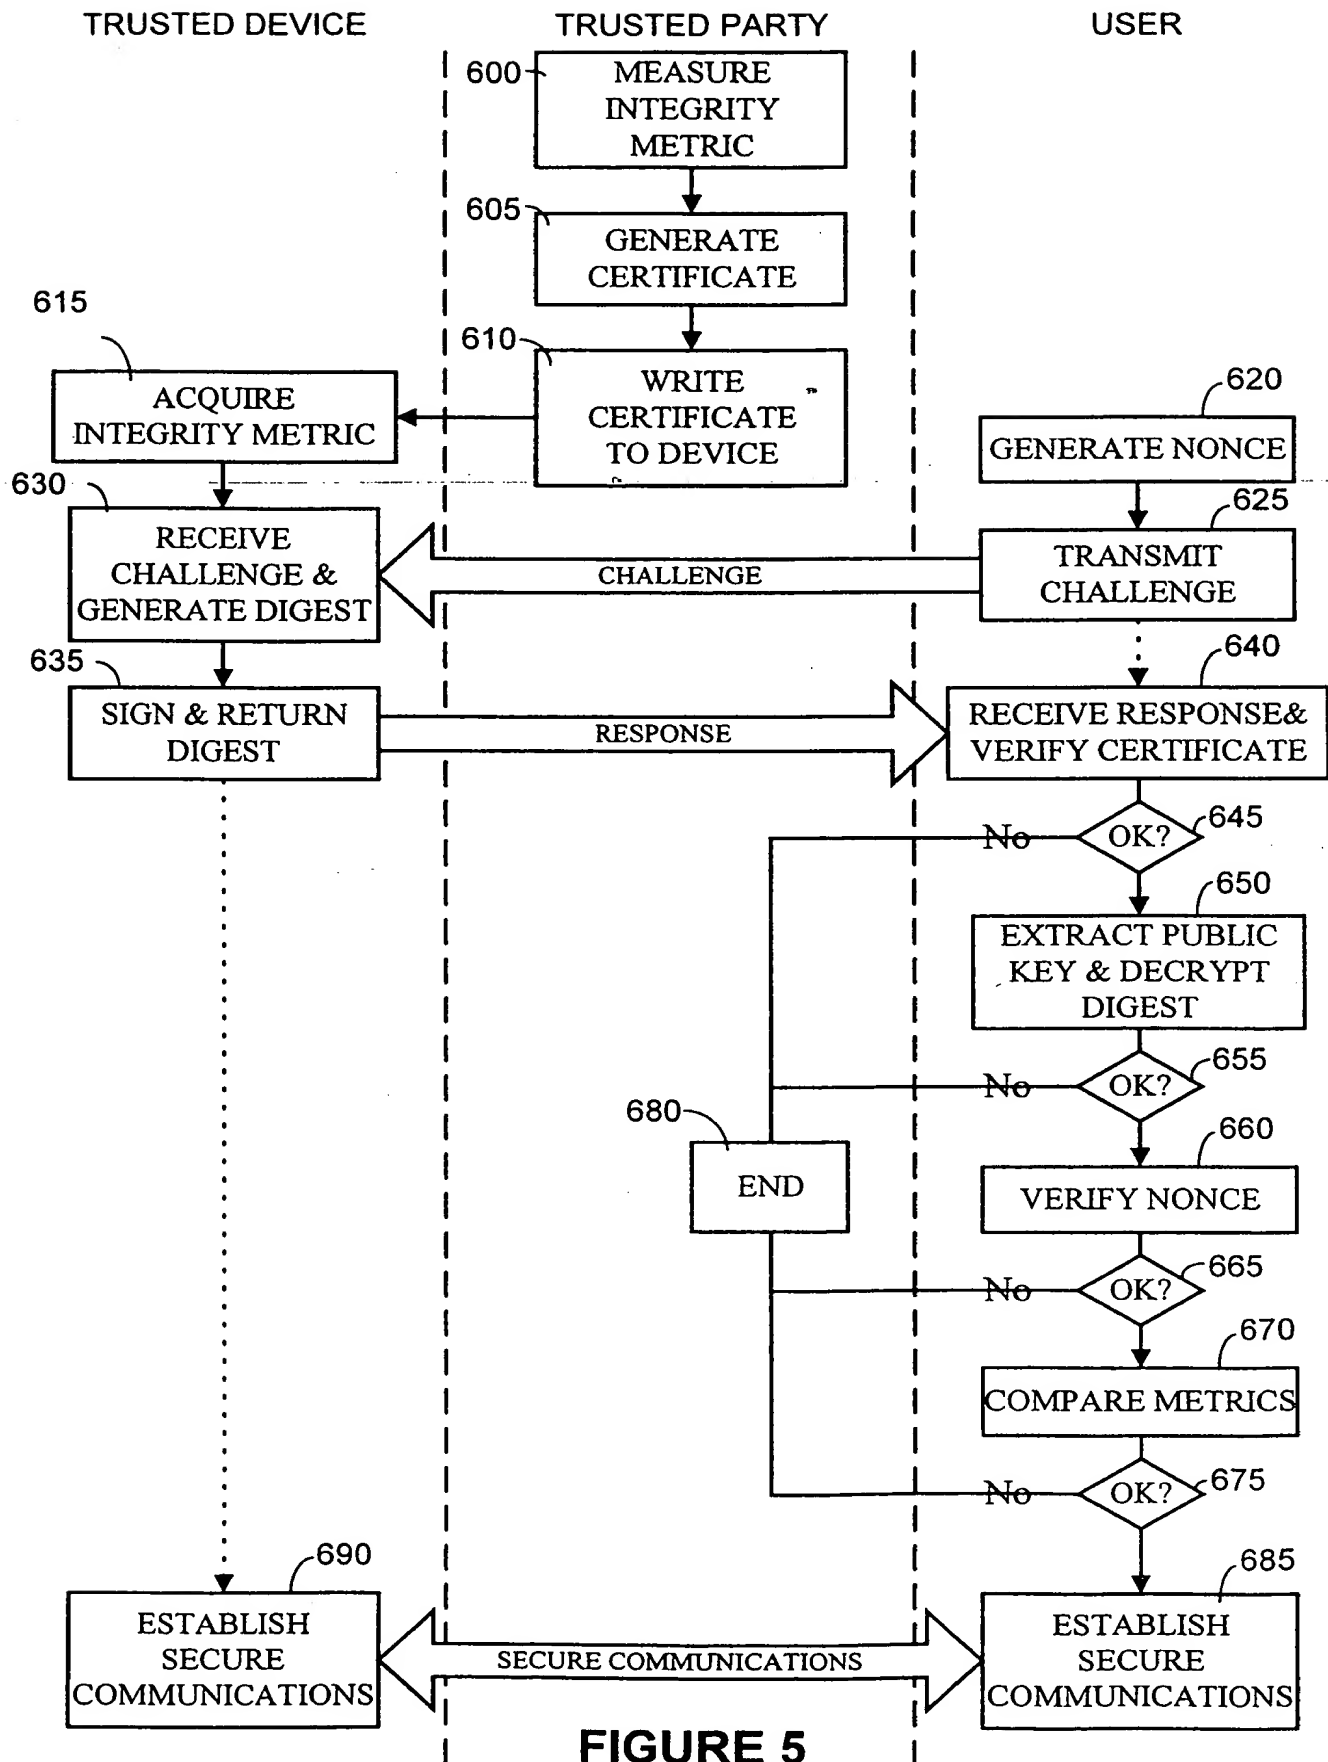 TRUSTED DEVICE
TRUSTED PARTY
USER
600
MEASURE
INTEGRITY
METRIC
605
GENERATE
CERTIFICATE
610
WRITE
CERTIFICATE
TO DEVICE
615
ACQUIRE
INTEGRITY METRIC
620
GENERATE NONCE
625
TRANSMIT
CHALLENGE
CHALLENGE
630
RECEIVE
CHALLENGE &
GENERATE DIGEST
635
SIGN & RETURN
DIGEST
RESPONSE
640
RECEIVE RESPONSE&
VERIFY CERTIFICATE
No
OK?
645
650
EXTRACT PUBLIC
KEY & DECRYPT
DIGEST
No
OK?
655
680
END
660
VERIFY NONCE
No
OK?
665
670
COMPARE METRICS
No
OK?
675
690
ESTABLISH
SECURE
COMMUNICATIONS
SECURE COMMUNICATIONS
685
ESTABLISH
SECURE
COMMUNICATIONS
FIGURE 5